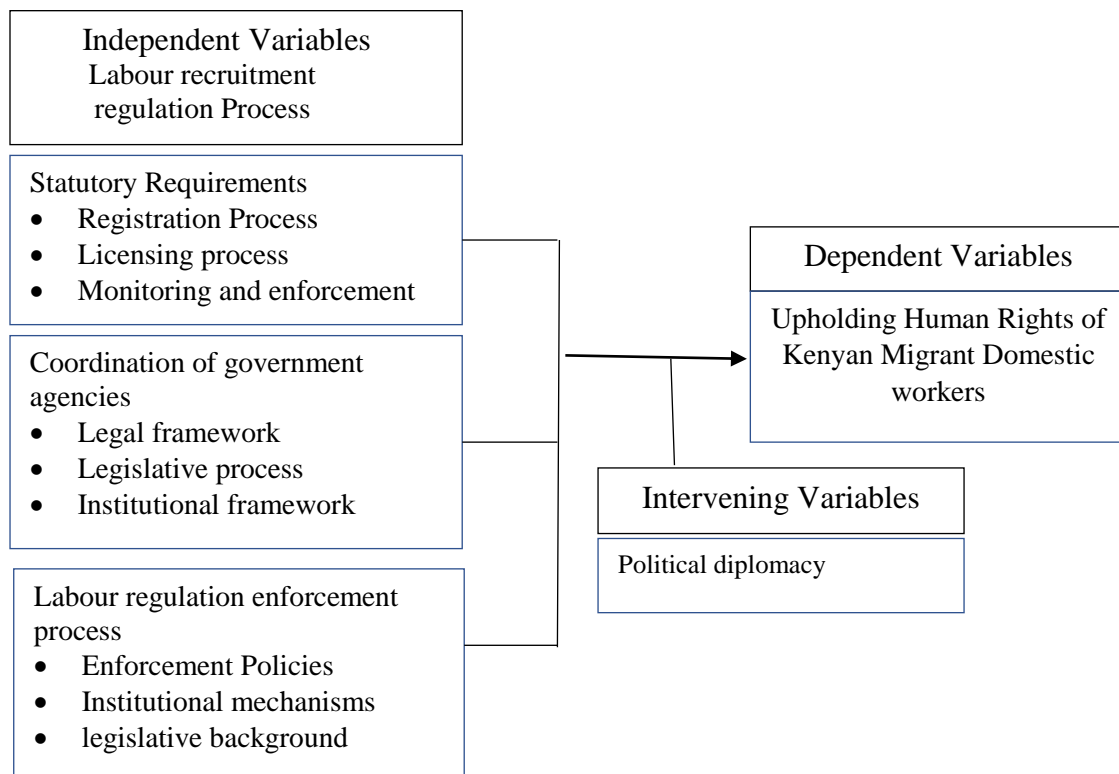 Independent Variables
Labour recruitment
regulation Process
Statutory Requirements
• Registration Process
• Licensing process
• Monitoring and enforcement
Coordination of government
agencies
• Legal framework
• Legislative process
• Institutional framework
Labour regulation enforcement
process
• Enforcement Policies
• Institutional mechanisms
• legislative background
Dependent Variables
Upholding Human Rights of
Kenyan Migrant Domestic
workers
Intervening Variables
Political diplomacy